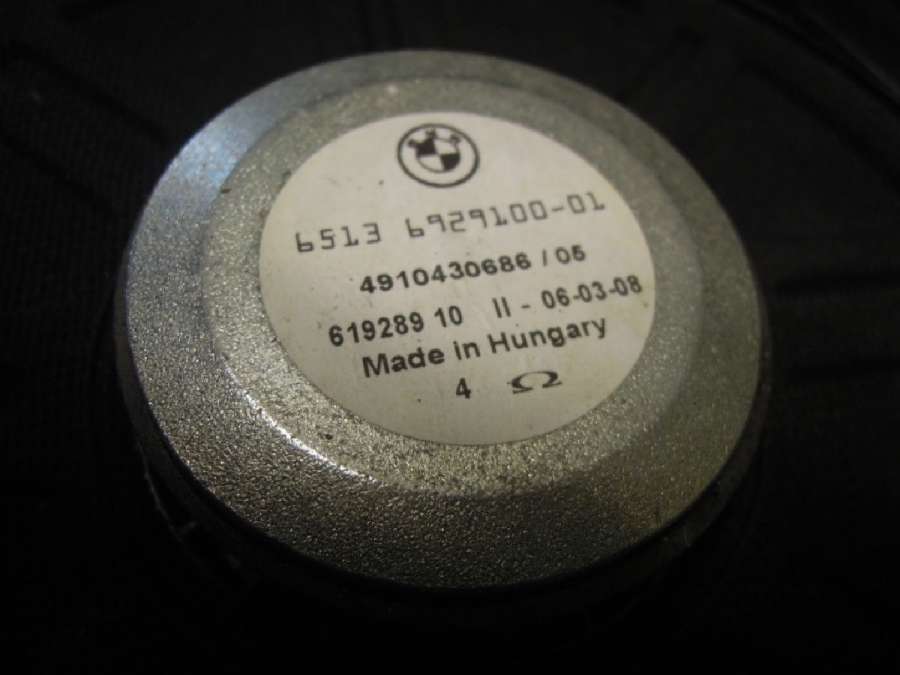 6513 6929100-01
4910430686 / 05
619289 10 II - 06-03-08
Made in Hungary
4 Ω